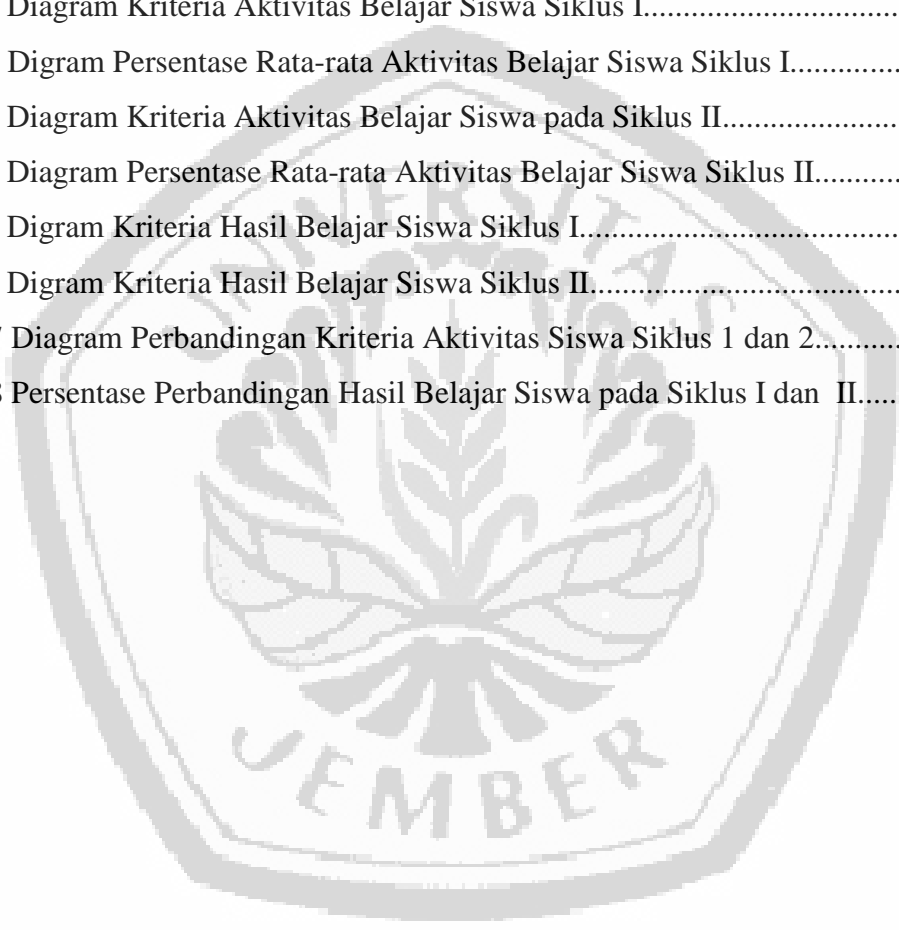 Diagram Kriteria Aktivitas Belajar Siswa Siklus I.............................
Digram Persentase Rata-rata Aktivitas Belajar Siswa Siklus I.............
Diagram Kriteria Aktivitas Belajar Siswa pada Siklus II.....................
Diagram Persentase Rata-rata Aktivitas Belajar Siswa Siklus II...........
Digram Kriteria Hasil Belajar Siswa Siklus I.....................................
Digram Kriteria Hasil Belajar Siswa Siklus II....................................
7 Diagram Perbandingan Kriteria Aktivitas Siswa Siklus 1 dan 2...........
8 Persentase Perbandingan Hasil Belajar Siswa pada Siklus I dan II.....
UNIVERSITAS
JEMBER